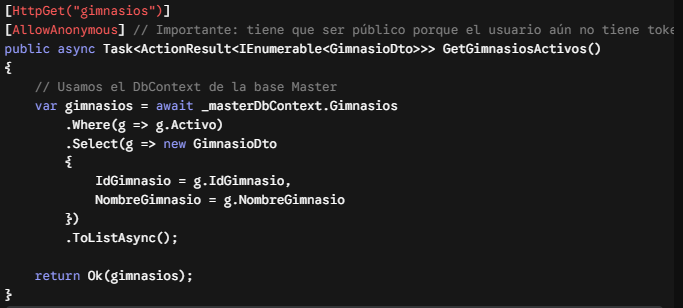 [HttpGet("gimnasios")]
[AllowAnonymous] // Importante: tiene que ser público porque el usuario aún no tiene toke
public async Task<ActionResult<IEnumerable<GimnasioDto>>> GetGimnasiosActivos()
{
    // Usamos el DbContext de la base Master
    var gimnasios = await _masterDbContext.Gimnasios
        .Where(g => g.Activo)
        .Select(g => new GimnasioDto
        {
            IdGimnasio = g.IdGimnasio,
            NombreGimnasio = g.NombreGimnasio
        })
        .ToListAsync();

    return Ok(gimnasios);
}